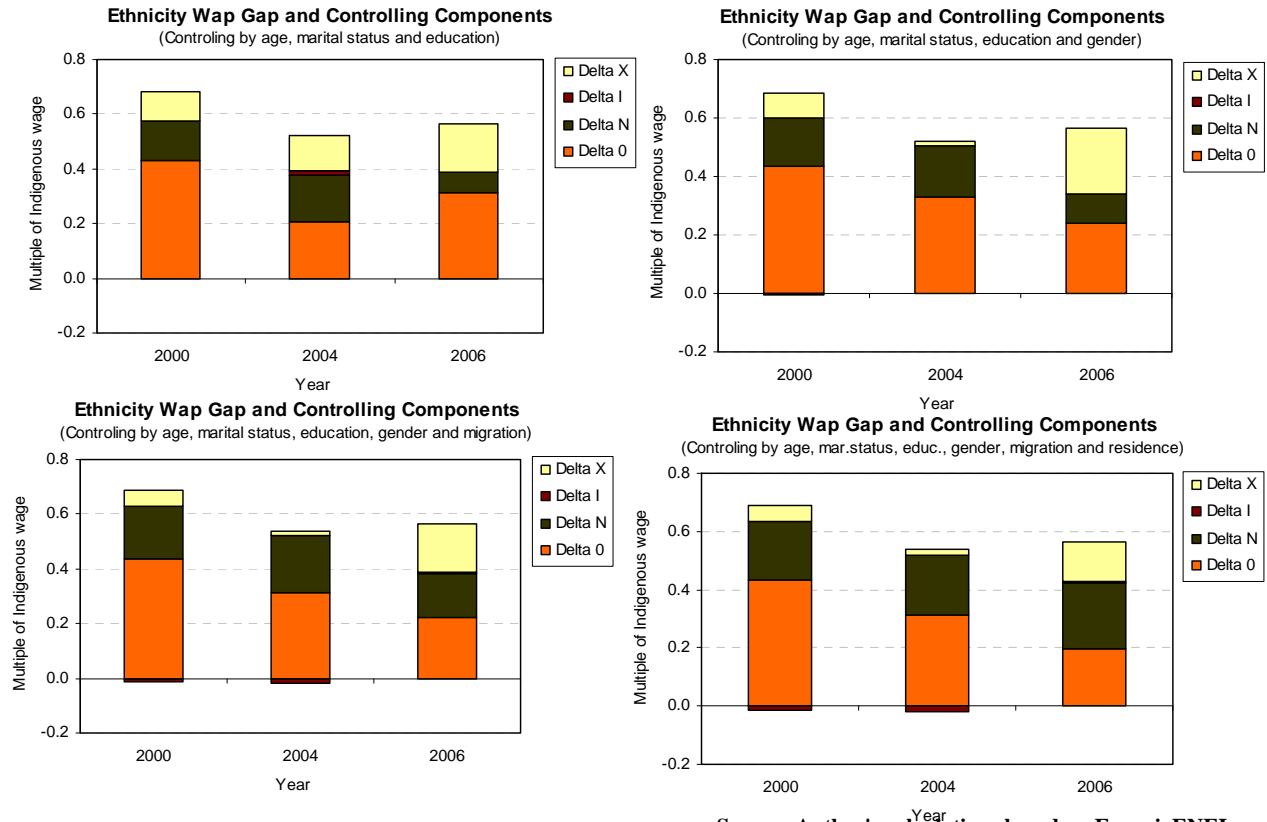 Ethnicity Wap Gap and Controlling Components
(Controling by age, marital status and education)
Multiple of Indigenous wage
0.8
0.6
0.4
0.2
0.0
-0.2
2000 2004 2006
Year
Delta X
Delta I
Delta N
Delta 0
Ethnicity Wap Gap and Controlling Components
(Controling by age, marital status, education and gender)
Multiple of Indigenous wage
0.8
0.6
0.4
0.2
0.0
-0.2
2000 2004 2006
Year
Delta X
Delta I
Delta N
Delta 0
Ethnicity Wap Gap and Controlling Components
(Controling by age, marital status, education, gender and migration)
Multiple of Indigenous wage
0.8
0.6
0.4
0.2
0.0
-0.2
2000 2004 2006
Year
Delta X
Delta I
Delta N
Delta 0
Ethnicity Wap Gap and Controlling Components
(Controling by age, mar.status, educ., gender, migration and residence)
Multiple of Indigenous wage
0.8
0.6
0.4
0.2
0.0
-0.2
2000 2004 2006
Year
Delta X
Delta I
Delta N
Delta 0